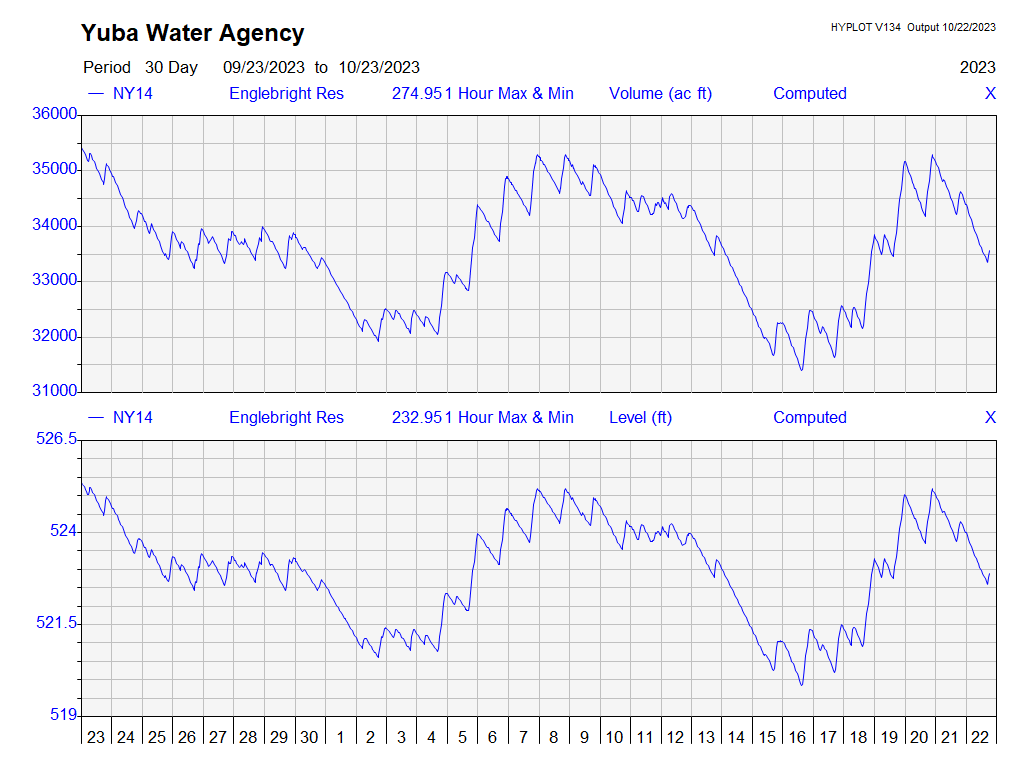 Yuba Water Agency
HYPLOT V134 Output 10/22/2023
Period 30 Day 09/23/2023 to 10/23/2023
2023
NY14 Englebright Res 274.951 Hour Max & Min Volume (ac ft) Computed X
36000
35000
34000
33000
32000
31000
NY14 Englebright Res 232.951 Hour Max & Min Level (ft) Computed X
526.5
524
521.5
519
23 24 25 26 27 28 29 30 1 2 3 4 5 6 7 8 9 10 11 12 13 14 15 16 17 18 19 20 21 22